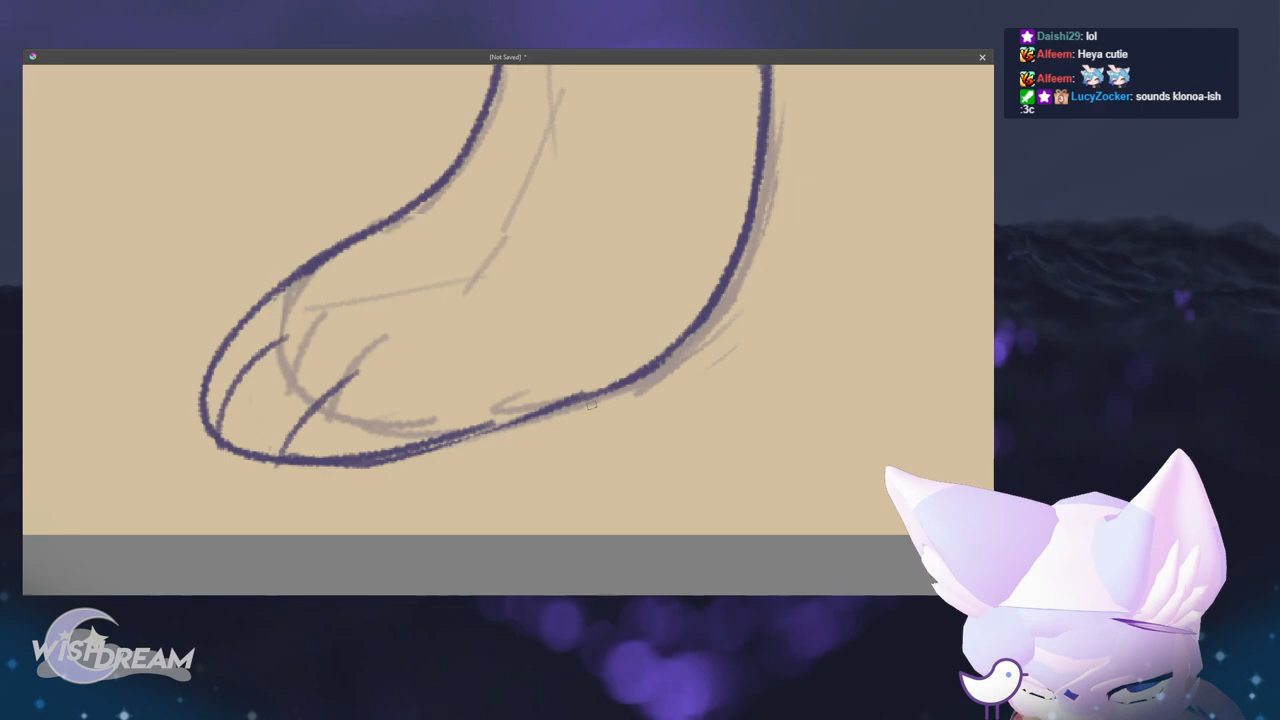 Daishi29: lol
Alfeem: Heya cutie
Alfeem:
LucyZocker: sounds klonoa-ish
:3c
[Not Saved] *
WISHDREAM